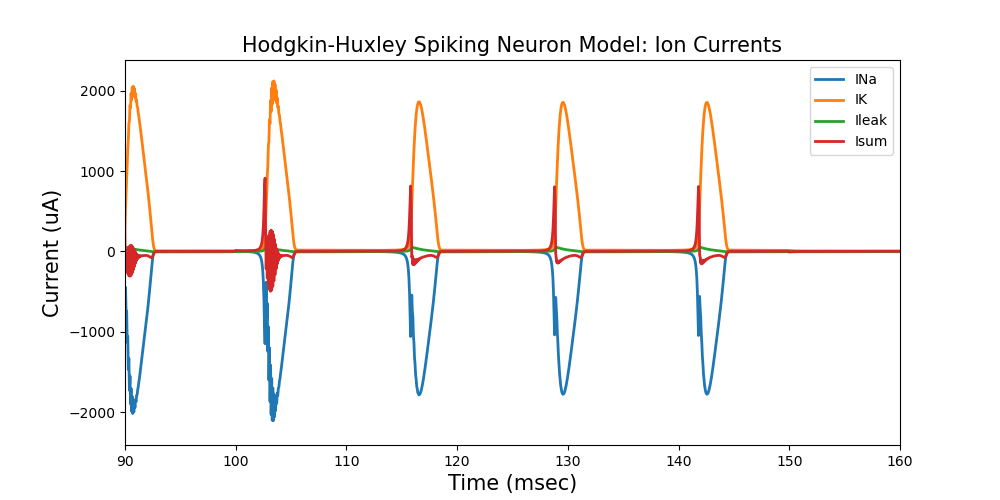 Hodgkin-Huxley Spiking Neuron Model: Ion Currents
INa
IK
Ileak
Isum
Current (uA)
2000
1000
0
−1000
−2000
90 100 110 120 130 140 150 160
Time (msec)